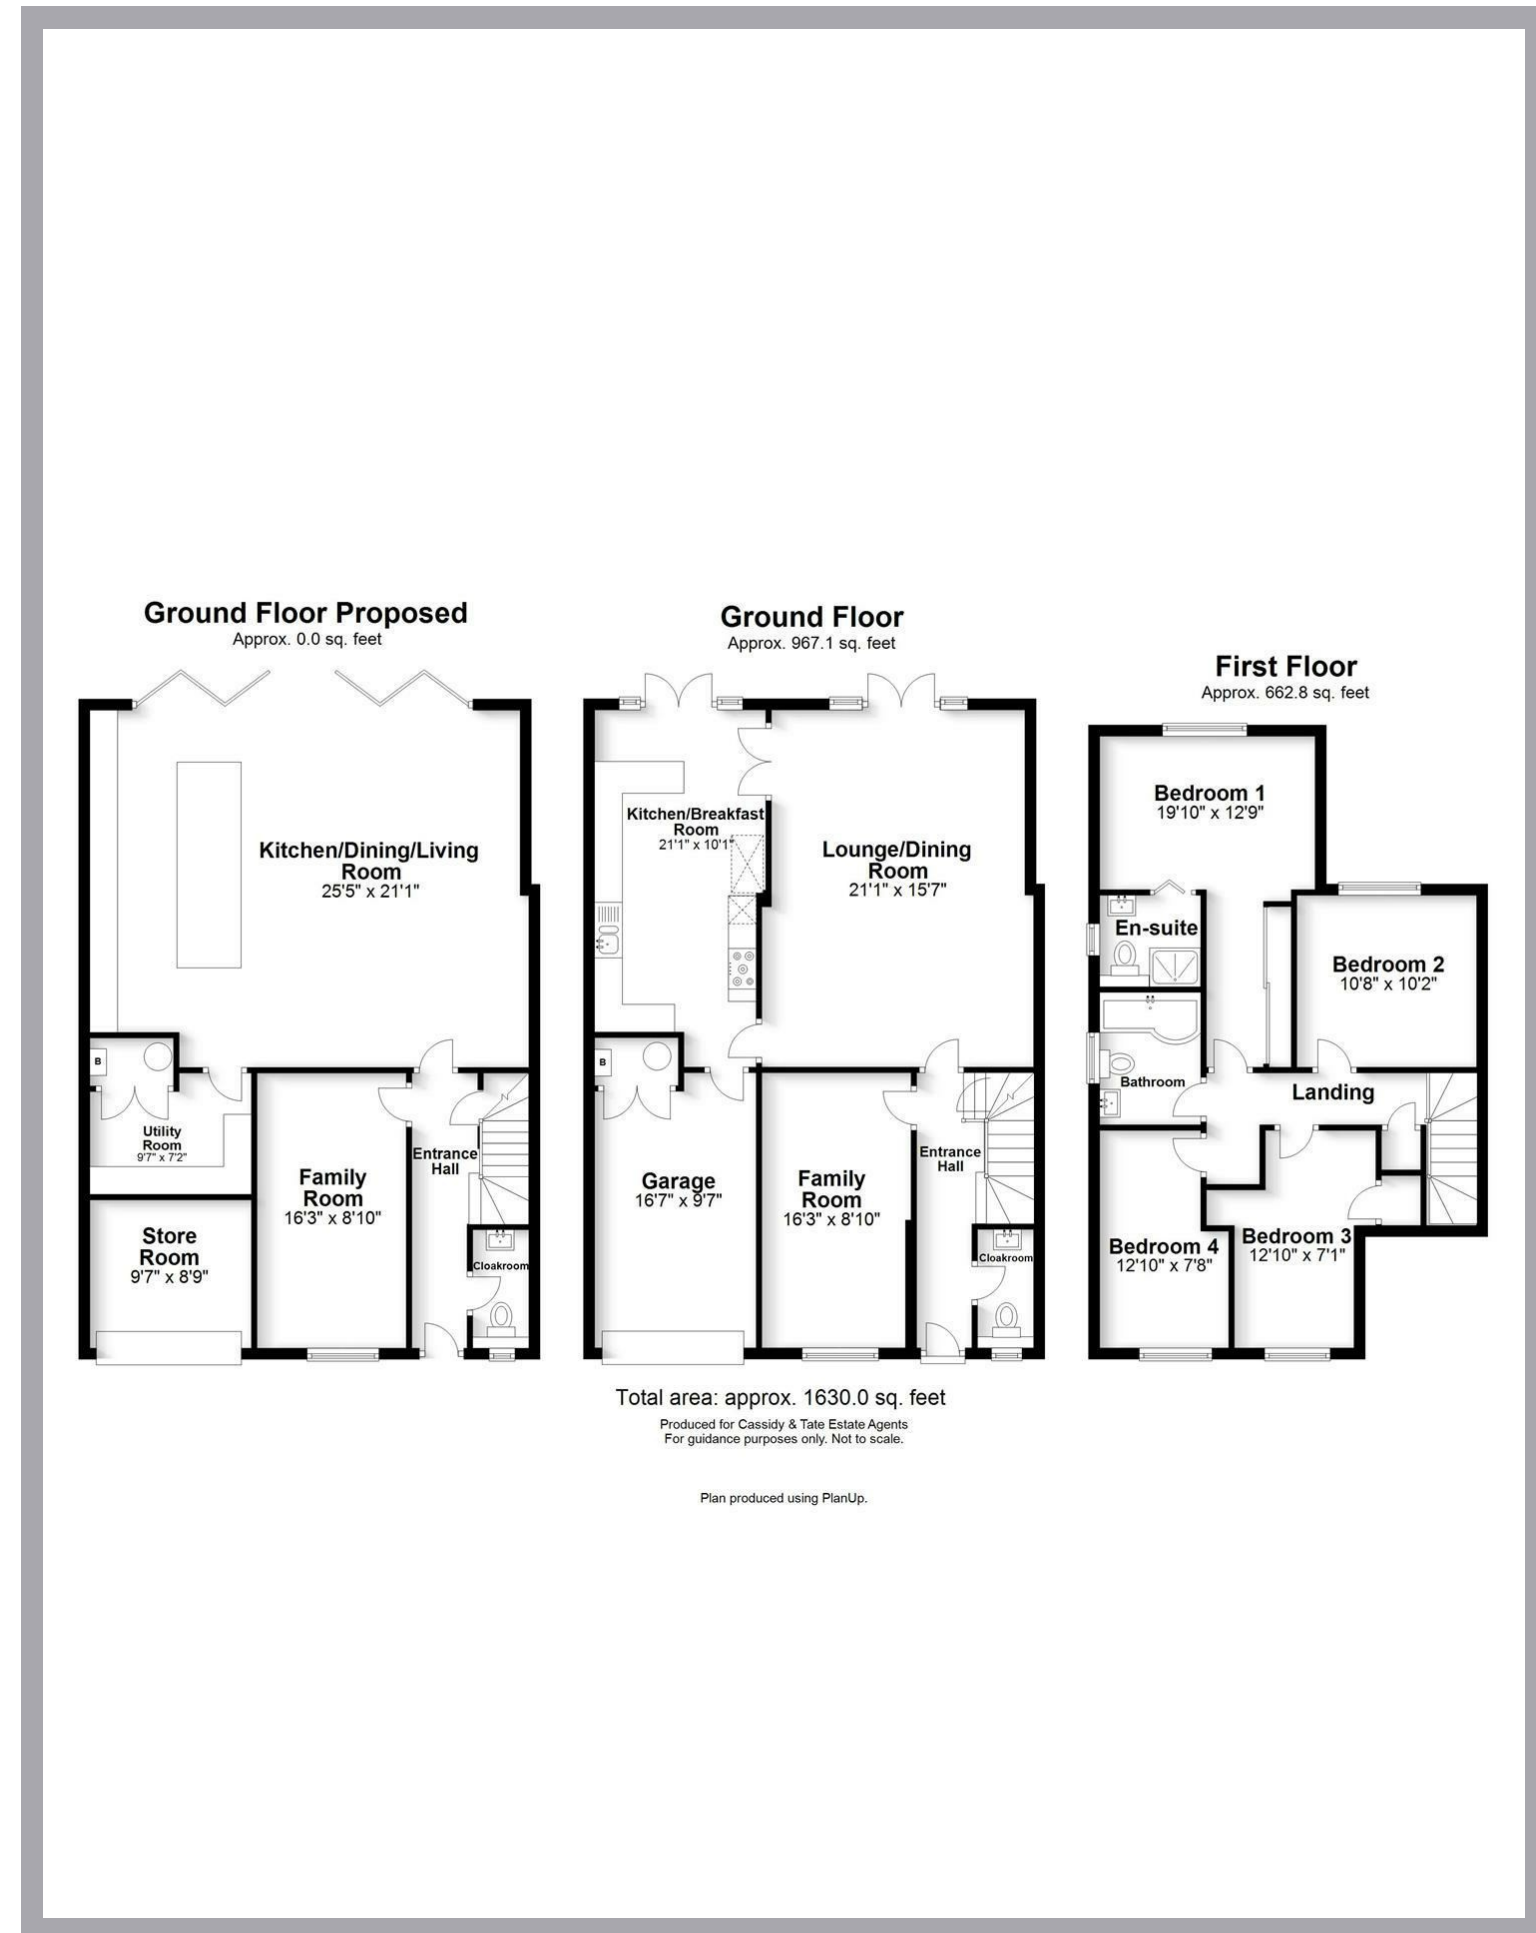 Ground Floor Proposed
Approx. 0.0 sq. feet
Kitchen/Dining/Living
Room
25'5" x 21'1"
B
Utility
Room
9'7" x 7'2"
Store
Room
9'7" x 8'9"
Family
Room
16'3" x 8'10"
Entrance
Hall
Cloakroom
Ground Floor
Approx. 967.1 sq. feet
Kitchen/Breakfast
Room
21'1" x 10'1"
Lounge/Dining
Room
21'1" x 15'7"
B
Garage
16'7" x 9'7"
Family
Room
16'3" x 8'10"
Entrance
Hall
Cloakroom
First Floor
Approx. 662.8 sq. feet
Bedroom 1
19'10" x 12'9"
En-suite
Bedroom 2
10'8" x 10'2"
Bathroom
Landing
Bedroom 4
12'10" x 7'8"
Bedroom 3
12'10" x 7'1"
Total area: approx. 1630.0 sq. feet
Produced for Cassidy & Tate Estate Agents
For guidance purposes only. Not to scale.
Plan produced using PlanUp.